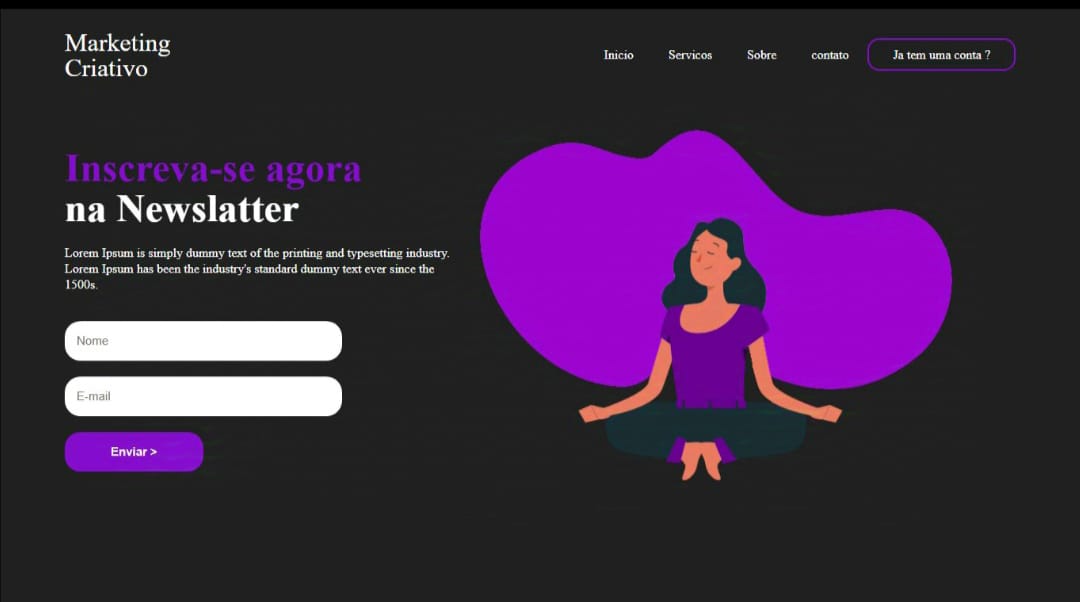 Marketing
Criativo
Inicio
Servicos
Sobre
contato
Ja tem uma conta ?
Inscreva-se agora
na Newslatter
Lorem Ipsum is simply dummy text of the printing and typesetting industry.
Lorem Ipsum has been the industry's standard dummy text ever since the
1500s.
Nome
E-mail
Enviar >